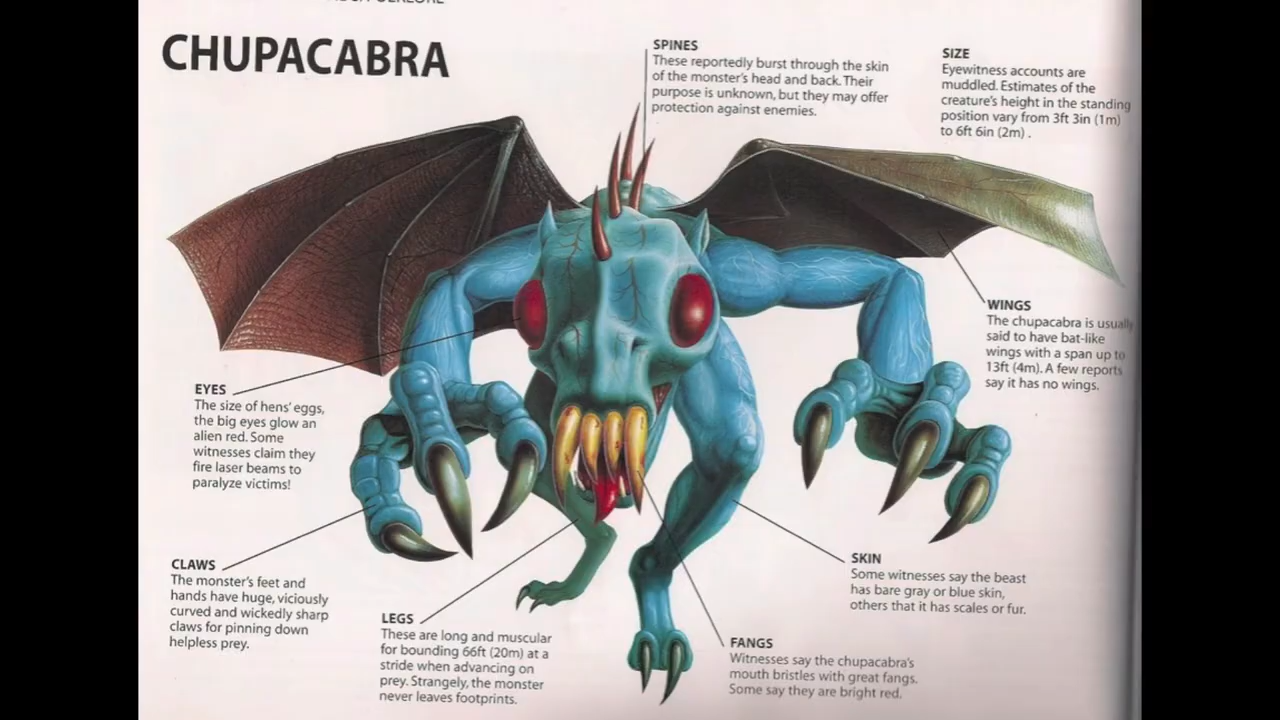 CHUPACABRA
SPINES
These reportedly burst through the skin
of the monster's head and back. Their
purpose is unknown, but they may offer
protection against enemies.
SIZE
Eyewitness accounts are
muddled. Estimates of the
creature's height in the standing
position vary from 3ft 3in (1m)
to 6ft 6in (2m) .
WINGS
The chupacabra is usually
said to have bat-like
wings with a span up to
13ft (4m). A few reports
say it has no wings.
EYES
The size of hens' eggs,
the big eyes glow an
alien red. Some
witnesses claim they
fire laser beams to
paralyze victims!
CLAWS
The monster's feet and
hands have huge, viciously
curved and wickedly sharp
claws for pinning down
helpless prey.
LEGS
These are long and muscular
for bounding 66ft (20m) at a
stride when advancing on
prey. Strangely, the monster
never leaves footprints.
SKIN
Some witnesses say the beast
has bare gray or blue skin,
others that it has scales or fur.
FANGS
Witnesses say the chupacabra's
mouth bristles with great fangs.
Some say they are bright red.